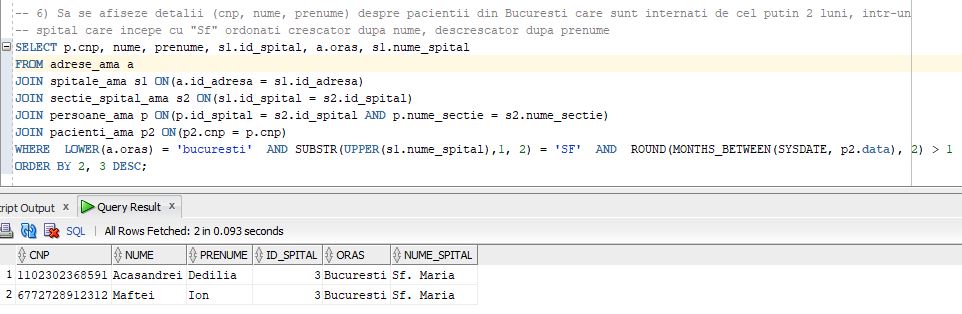 -- 6) Sa se afiseze detalii (cnp, nume, prenume) despre pacientii din Bucuresti care sunt internati de cel putin 2 luni, intr-un
-- spital care incepe cu "Sf" ordonati crescator dupa nume, descrescator dupa prenume
SELECT p.cnp, nume, prenume, s1.id_spital, a.oras, s1.nume_spital
FROM adrese_ama a
JOIN spitale_ama s1 ON(a.id_adresa = s1.id_adresa)
JOIN sectie_spital_ama s2 ON(s1.id_spital = s2.id_spital)
JOIN persoane_ama p ON(p.id_spital = s2.id_spital AND p.nume_sectie = s2.nume_sectie)
JOIN pacienti_ama p2 ON(p2.cnp = p.cnp)
WHERE  LOWER(a.oras) = 'bucuresti'  AND SUBSTR(UPPER(s1.nume_spital),1, 2) = 'SF'  AND  ROUND(MONTHS_BETWEEN(SYSDATE, p2.data), 2) > 1
ORDER BY 2, 3 DESC;
ript Output x Query Result x
SQL | All Rows Fetched: 2 in 0.093 seconds
CNP NUME PRENUME ID_SPITAL ORAS NUME_SPITAL
1 1102302368591 Acasandrei Dedilia 3 Bucuresti Sf. Maria
2 6772728912312 Maftei Ion 3 Bucuresti Sf. Maria